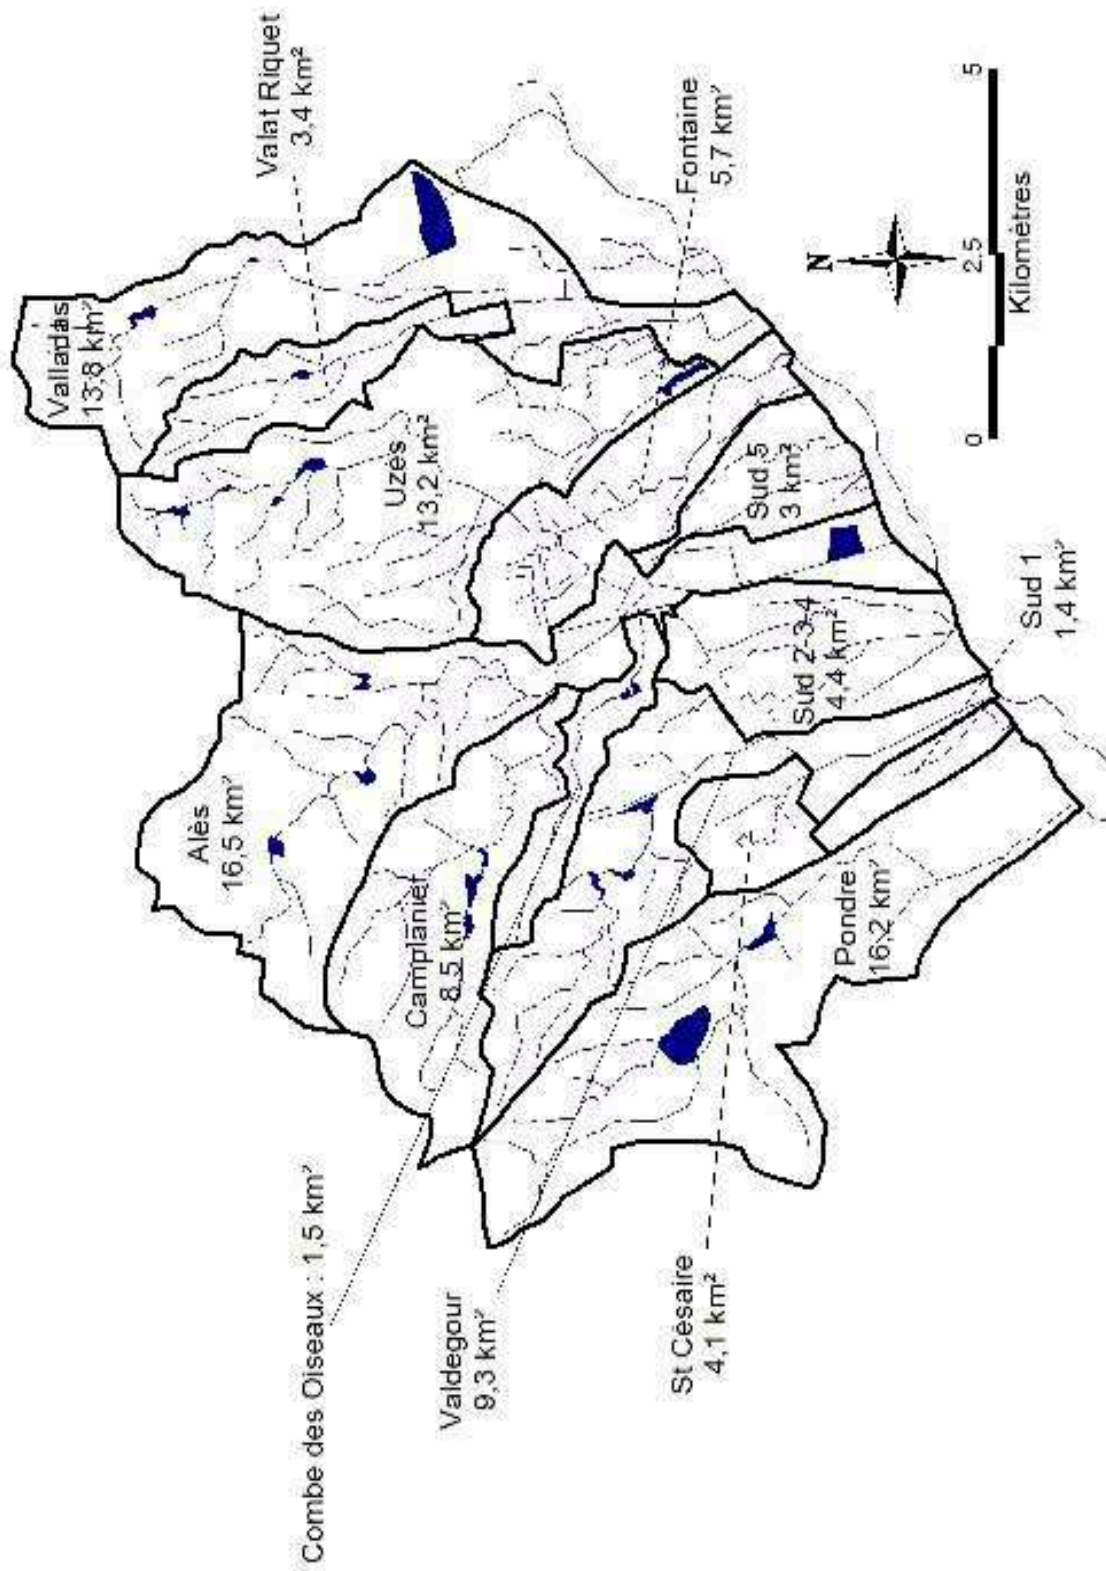 Combe des Oiseaux : 1,5 km²
Valdegour
9,3 km²
St Césaire
4,1 km²
Alès
16,5 km²
Camplanier
8,5 km²
Pondre
16,2 km²
Valladas
13,8 km²
Uzès
13,2 km²
Sud 5
3 km²
Sud 2-3-4
4,4 km²
Sud 1
1,4 km²
Valat Riquet
3,4 km²
Fontaine
5,7 km²
N
0 2,5 5
Kilomètres